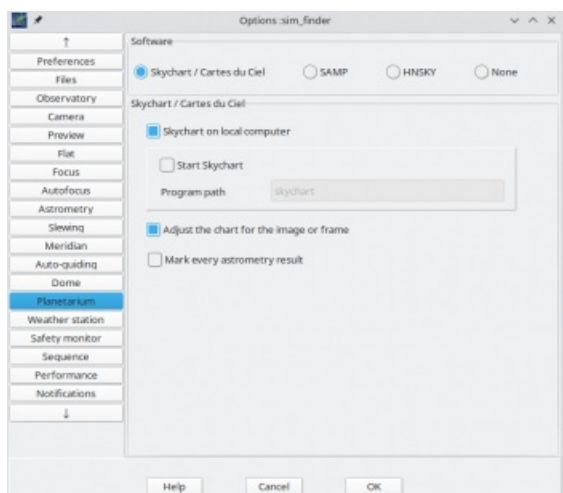 Options :sim_finder
↑
Preferences
Files
Observatory
Camera
Preview
Flat
Focus
Autofocus
Astrometry
Slewing
Meridian
Auto-guiding
Dome
Planetarium
Weather station
Safety monitor
Sequence
Performance
Notifications
↓
Software
Skychart / Cartes du Ciel SAMP HNSKY None
Skychart / Cartes du Ciel
Skychart on local computer
Start Skychart
Program path skychart
Adjust the chart for the image or frame
Mark every astrometry result
Help Cancel OK